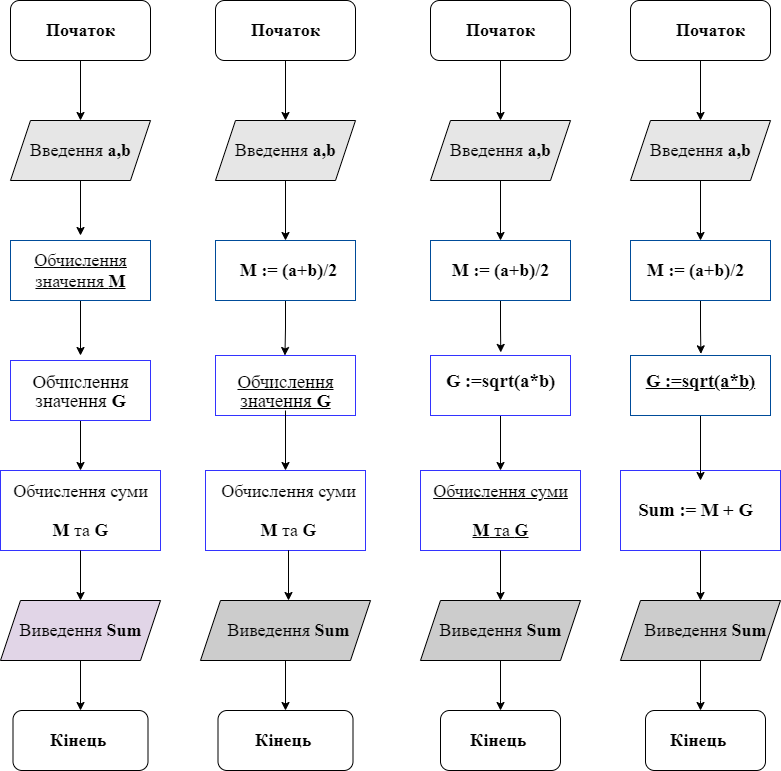 Початок
Введення a,b
Обчислення
значення M
Обчислення
значення G
Обчислення суми
M та G
Виведення Sum
Кінець
Початок
Введення a,b
M := (a+b)/2
Обчислення
значення G
Обчислення суми
M та G
Виведення Sum
Кінець
Початок
Введення a,b
M := (a+b)/2
G :=sqrt(a*b)
Обчислення суми
M та G
Виведення Sum
Кінець
Початок
Введення a,b
M := (a+b)/2
G :=sqrt(a*b)
Sum := M + G
Виведення Sum
Кінець